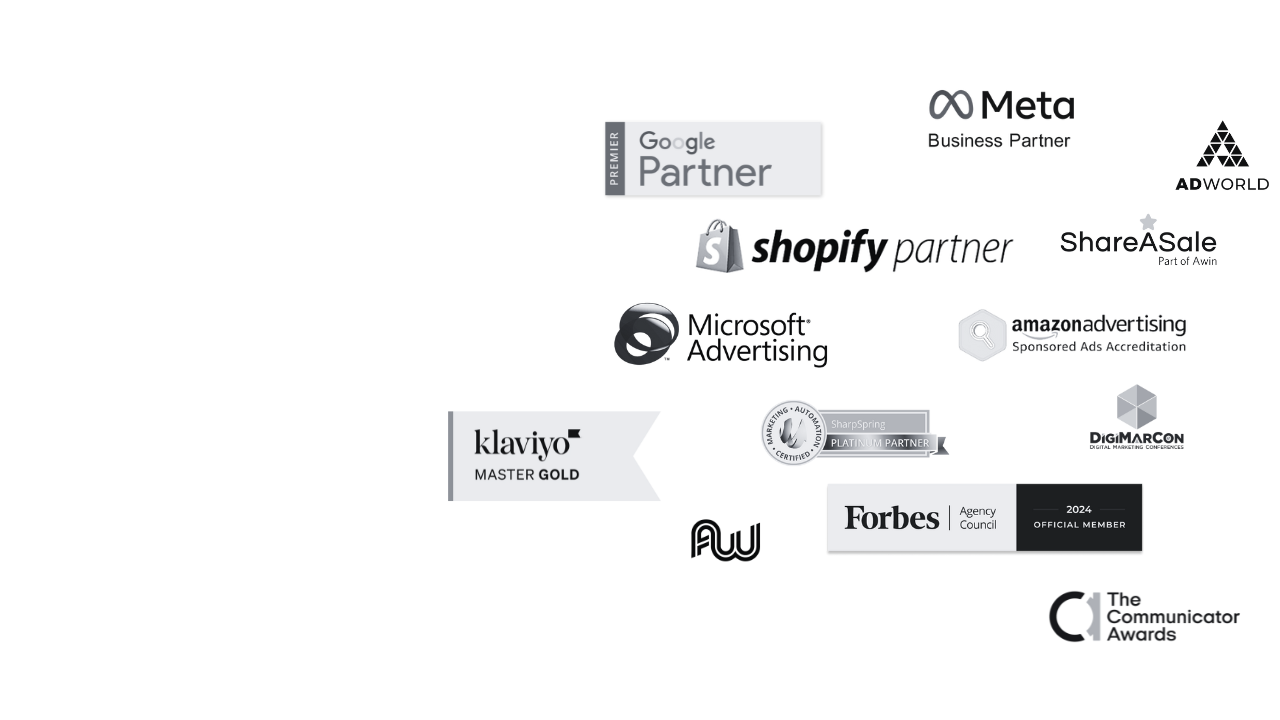 Meta
Business Partner
PREMIER
Google
Partner
ADWORLD
shopify partner
ShareASale
Part of Awin
Microsoft®
Advertising
™
amazonadvertising
Sponsored Ads Accreditation
klaviyo
MASTER GOLD
MARKETING • AUTOMATION
• CERTIFIED •
SharpSpring
PLATINUM PARTNER
DIGIMARCON
DIGITAL MARKETING CONFERENCES
AW
Forbes
Agency
Council
2024
OFFICIAL MEMBER
The
Communicator
Awards